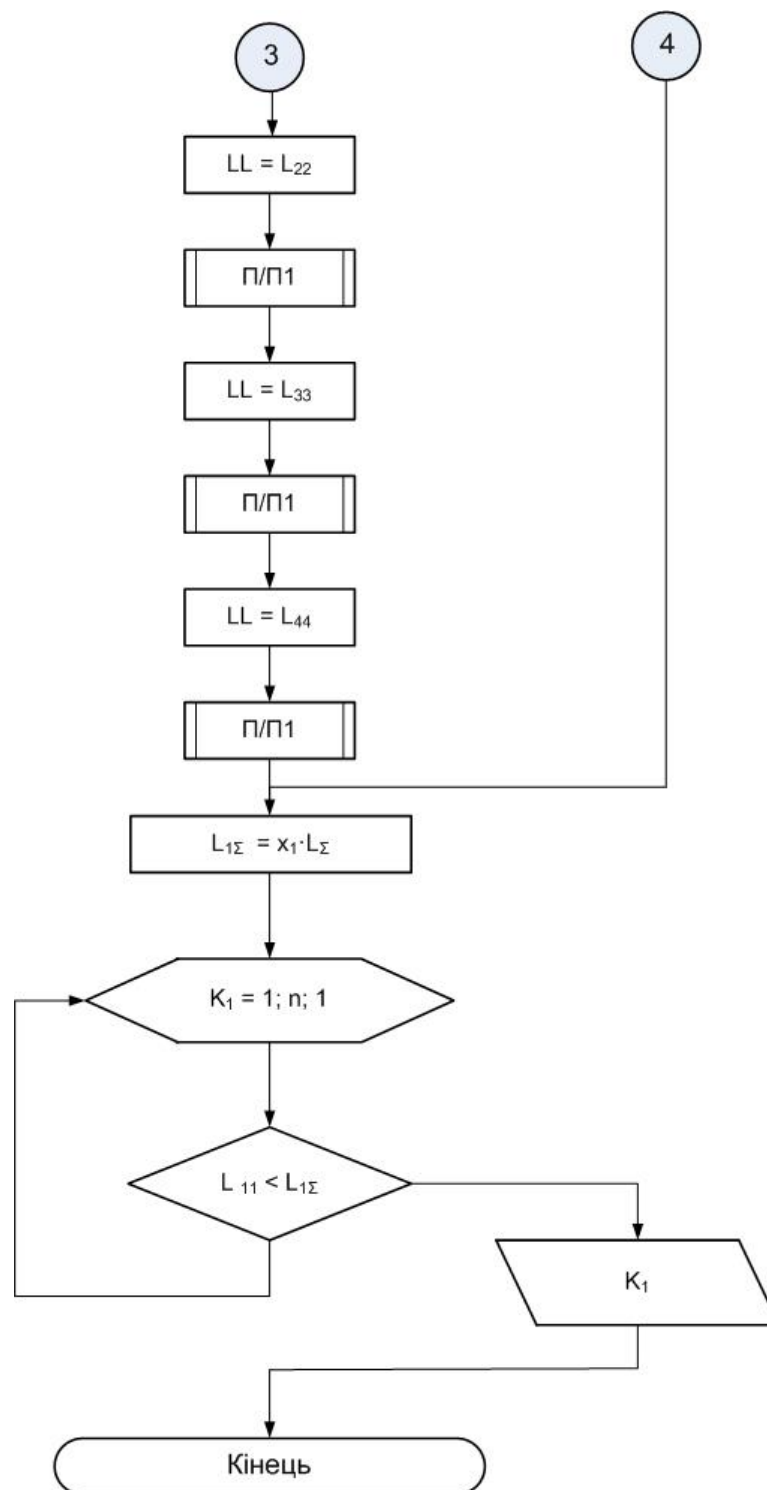 3
4
LL = L₂₂
П/П1
LL = L₃₃
П/П1
LL = L₄₄
П/П1
L₁Σ = x₁·LΣ
K₁ = 1; n; 1
L ₁₁ < L₁Σ
K₁
Кінець